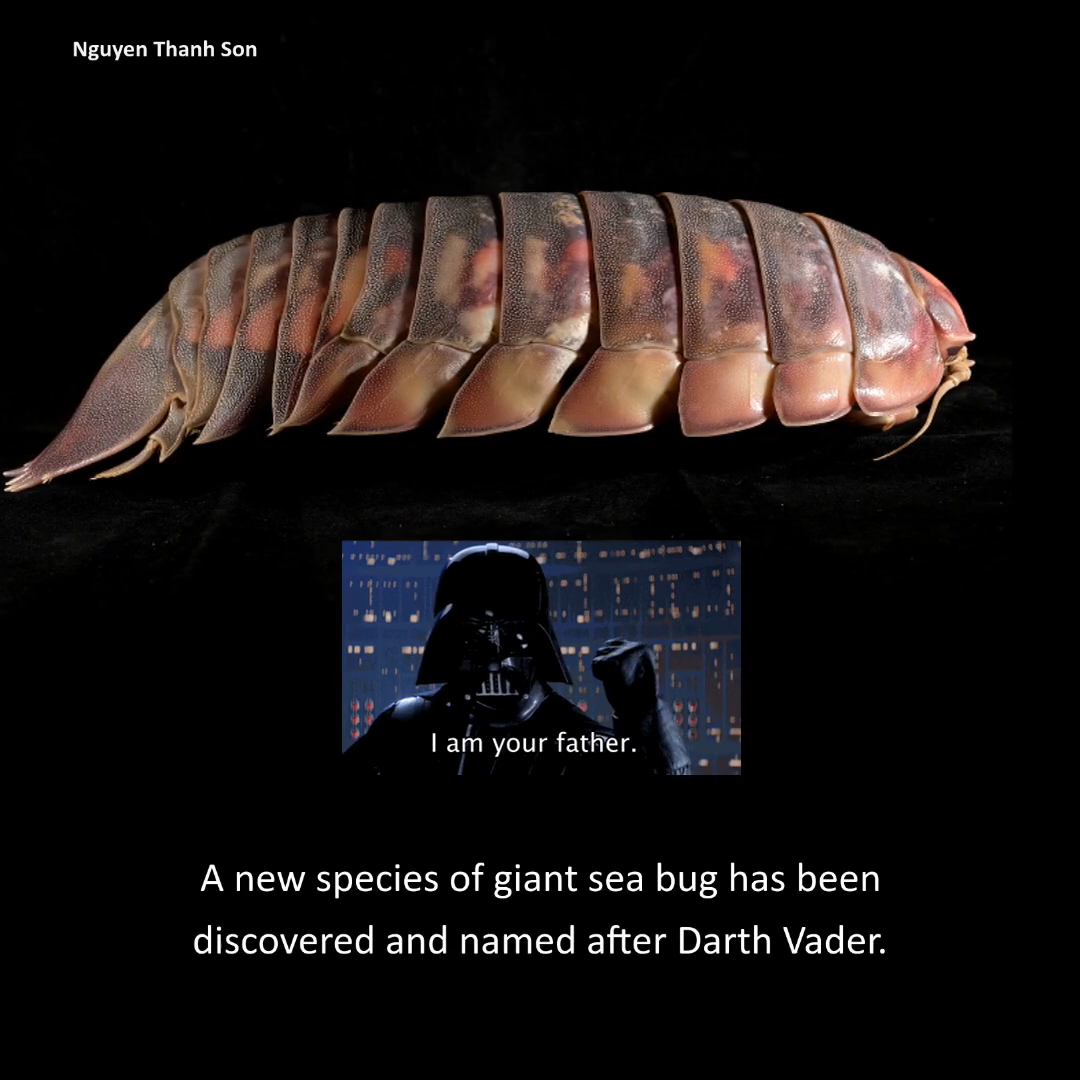 Nguyen Thanh Son
I am your father.
A new species of giant sea bug has been
discovered and named after Darth Vader.